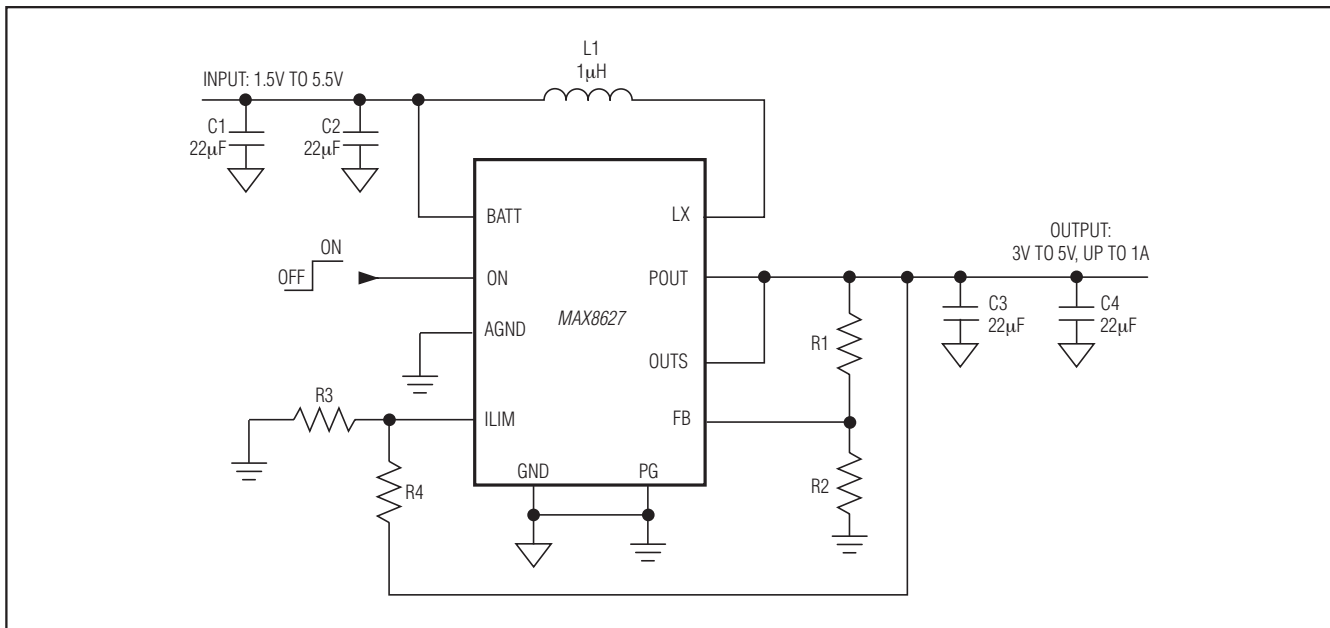 L1
1μH
INPUT: 1.5V TO 5.5V
C1
22μF
C2
22μF
BATT
LX
OUTPUT:
3V TO 5V, UP TO 1A
ON
OFF
ON
POUT
MAX8627
C3
22μF
C4
22μF
AGND
R1
OUTS
R3
ILIM
FB
GND
PG
R4
R2